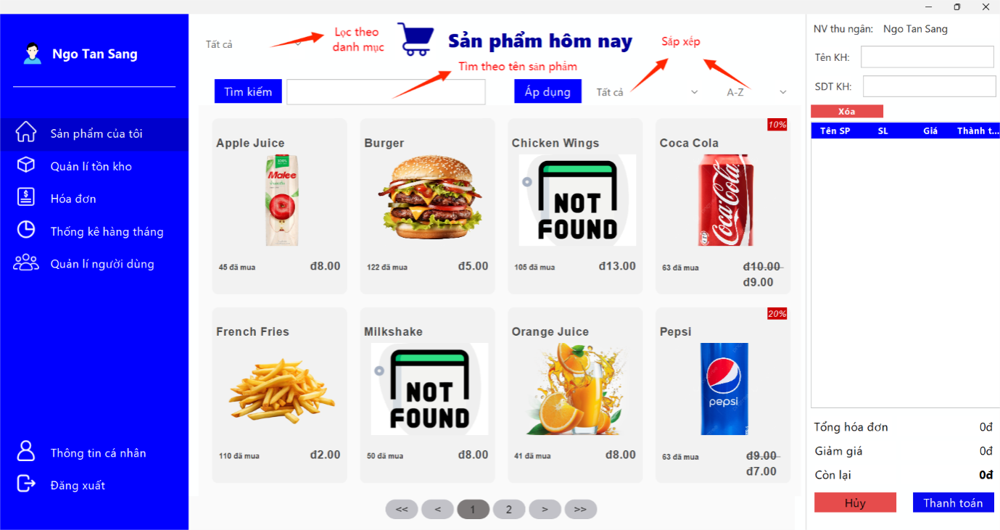 Ngo Tan Sang
Sản phẩm của tôi
Quản lí tồn kho
Hóa đơn
Thống kê hàng tháng
Quản lí người dùng
Thông tin cá nhân
Đăng xuất
Tất cả
Lọc theo
danh mục
Sản phẩm hôm nay
Sắp xếp
Tìm theo tên sản phẩm
Tìm kiếm
Áp dụng
Tất cả
A-Z
Apple Juice
100%
Malee
45 đã mua
đ8.00
Burger
122 đã mua
đ5.00
Chicken Wings
NOT
FOUND
105 đã mua
đ13.00
10%
Coca Cola
Coca-Cola
63 đã mua
đ10.00
đ9.00
French Fries
110 đã mua
đ2.00
Milkshake
NOT
FOUND
50 đã mua
đ8.00
Orange Juice
41 đã mua
đ8.00
20%
Pepsi
pepsi
63 đã mua
đ9.00
đ7.00
<< < 1 2 > >>
NV thu ngân: Ngo Tan Sang
Tên KH:
SDT KH:
Xóa
Tên SP SL Giá Thành t...
Tổng hóa đơn 0đ
Giảm giá 0đ
Còn lại 0đ
Hủy Thanh toán